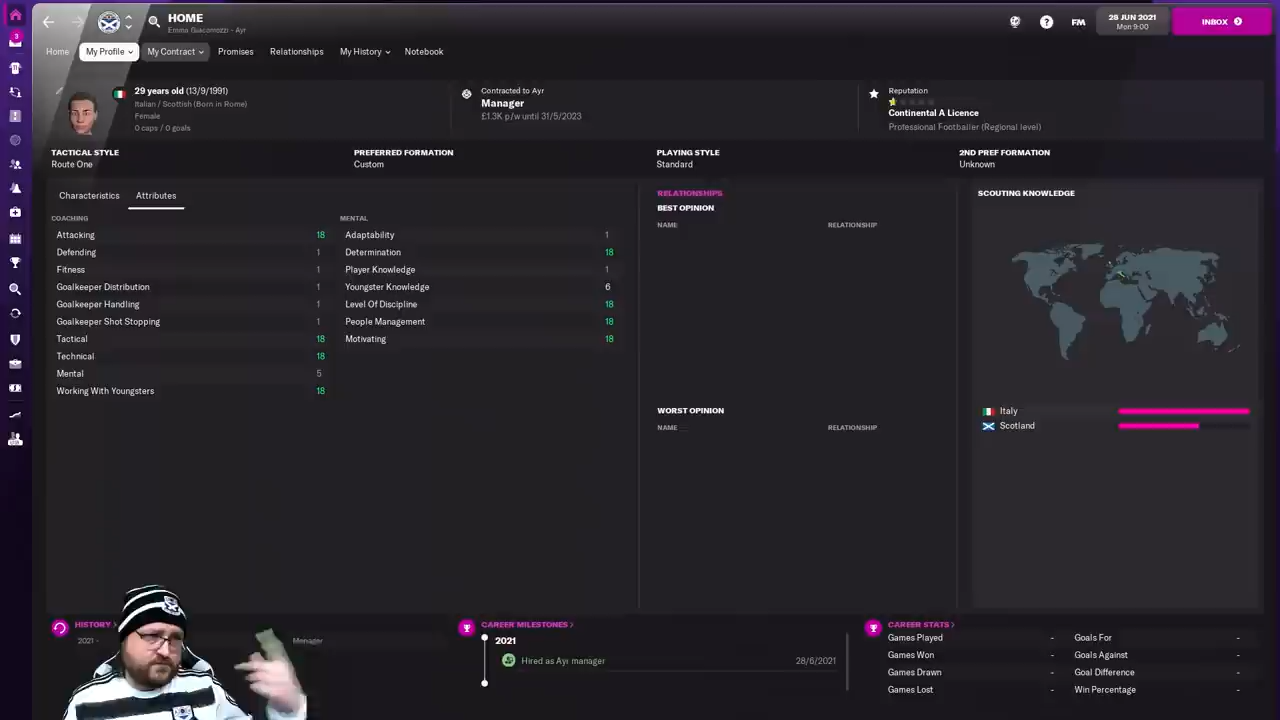 HOME
Emma Giacomozzi - Ayr
28 JUN 2021
Mon 9:00
INBOX
FM
3
Home
My Profile
My Contract
Promises
Relationships
My History
Notebook
29 years old (13/9/1991)
Italian / Scottish (Born in Rome)
Female
0 caps / 0 goals
Contracted to Ayr
Manager
£1.3K p/w until 31/5/2023
Reputation
Continental A Licence
Professional Footballer (Regional level)
TACTICAL STYLE
Route One
PREFERRED FORMATION
Custom
PLAYING STYLE
Standard
2ND PREF FORMATION
Unknown
Characteristics
Attributes
COACHING
Attacking 18
Defending 1
Fitness 1
Goalkeeper Distribution 1
Goalkeeper Handling 1
Goalkeeper Shot Stopping 1
Tactical 18
Technical 18
Mental 5
Working With Youngsters 18
MENTAL
Adaptability 1
Determination 18
Player Knowledge 1
Youngster Knowledge 6
Level Of Discipline 18
People Management 18
Motivating 18
RELATIONSHIPS
BEST OPINION
NAME RELATIONSHIP
WORST OPINION
NAME RELATIONSHIP
SCOUTING KNOWLEDGE
Italy
Scotland
HISTORY >
2021 -
Manager
CAREER MILESTONES >
2021
Hired as Ayr manager 28/6/2021
CAREER STATS >
Games Played - Goals For -
Games Won - Goals Against -
Games Drawn - Goal Difference -
Games Lost - Win Percentage -